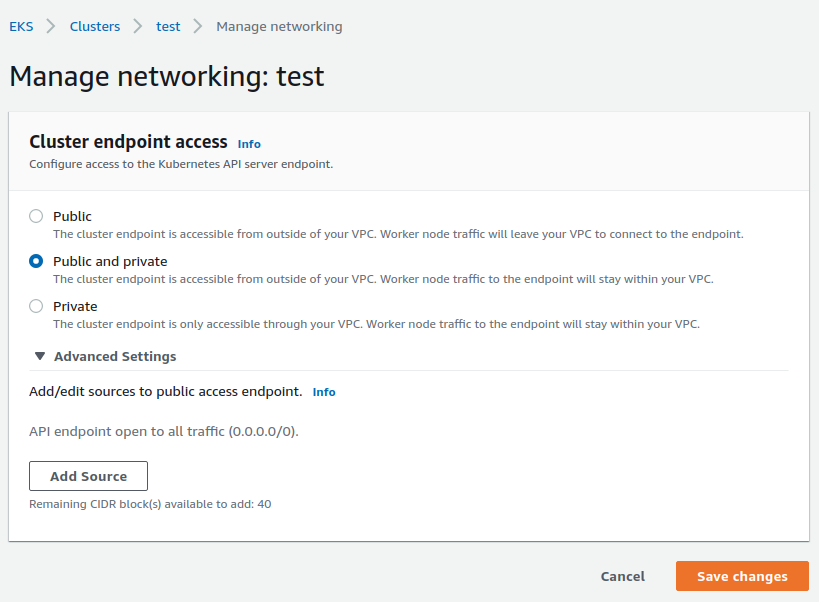 EKS > Clusters > test > Manage networking
Manage networking: test
Cluster endpoint access Info
Configure access to the Kubernetes API server endpoint.
Public
The cluster endpoint is accessible from outside of your VPC. Worker node traffic will leave your VPC to connect to the endpoint.
Public and private
The cluster endpoint is accessible from outside of your VPC. Worker node traffic to the endpoint will stay within your VPC.
Private
The cluster endpoint is only accessible through your VPC. Worker node traffic to the endpoint will stay within your VPC.
Advanced Settings
Add/edit sources to public access endpoint. Info
API endpoint open to all traffic (0.0.0.0/0).
Add Source
Remaining CIDR block(s) available to add: 40
Cancel Save changes